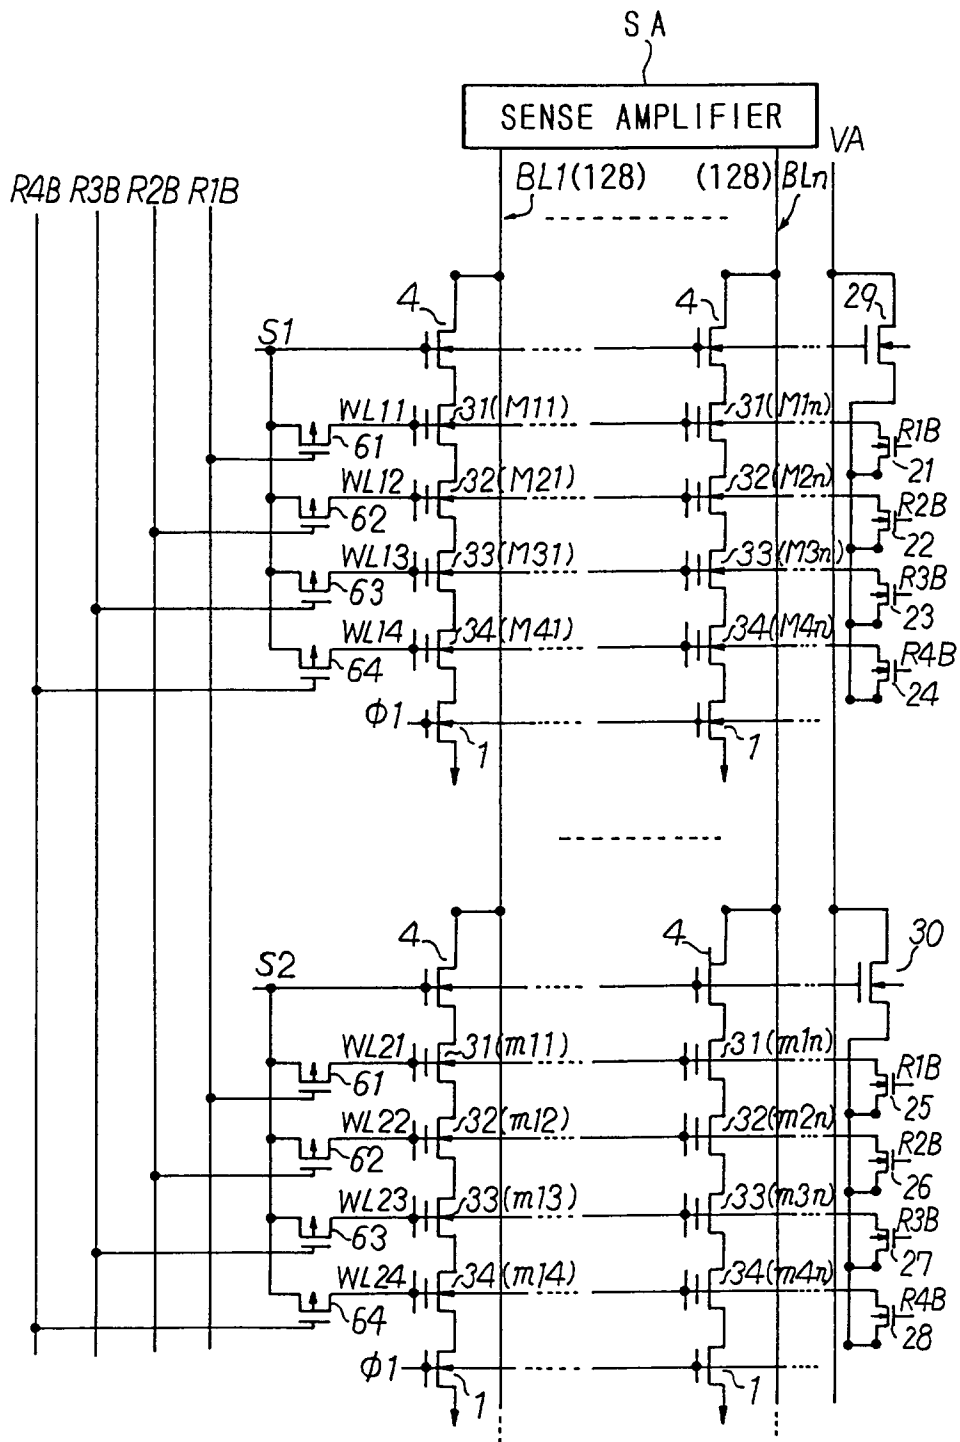 SA
SENSE AMPLIFIER
VA
R4B R3B R2B R1B
BL1(128) (128) BLn
4 4 29
S1
WL11 31(M11) 31(M1n) R1B
61 21
WL12 32(M21) 32(M2n) R2B
62 22
WL13 33(M31) 33(M3n) R3B
63 23
WL14 34(M41) 34(M4n) R4B
64 24
Φ1 1 1
4 4 30
S2
WL21 31(m11) 31(m1n) R1B
61 25
WL22 32(m12) 32(m2n) R2B
62 26
WL23 33(m13) 33(m3n) R3B
63 27
WL24 34(m14) 34(m4n) R4B
64 28
Φ1 1 1